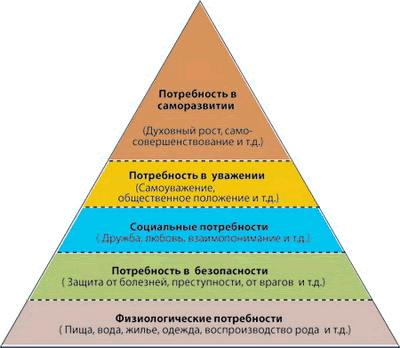 Потребность в
саморазвитии
(Духовный рост, само-
совершенствование и т.д.)
Потребность в уважении
(Самоуважение,
общественное положение и т.д.)
Социальные потребности
( Дружба, любовь, взаимопонимание и т.д.)
Потребность в безопасности
( Защита от болезней, преступности, от врагов и т.д.)
Физиологические потребности
( Пища, вода, жилье, одежда, воспроизводство рода и т.д.)